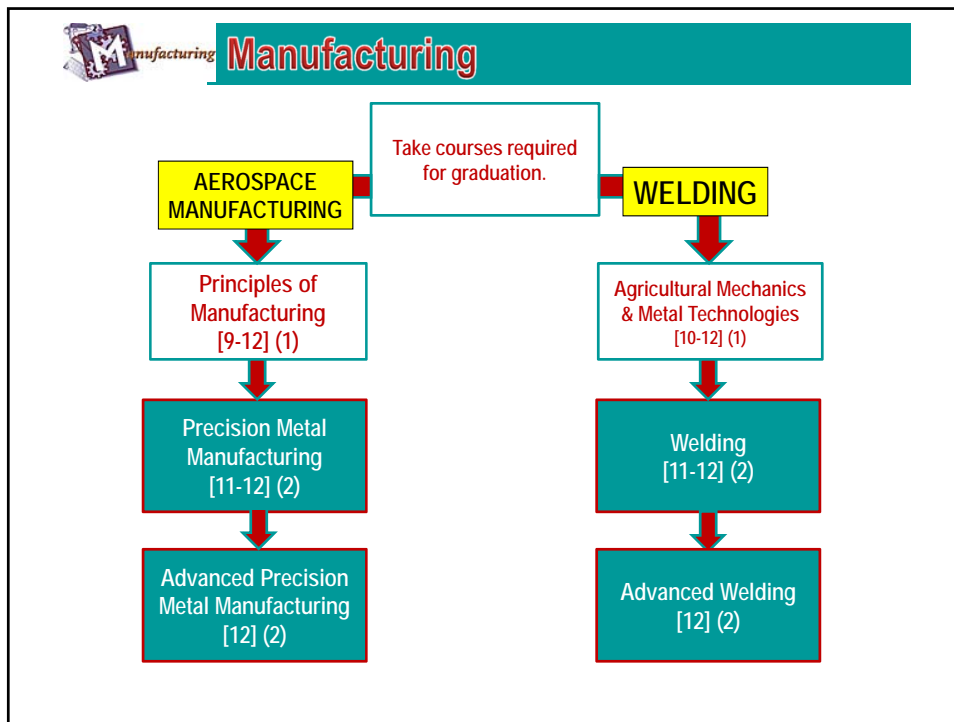 Manufacturing
Manufacturing
Take courses required
for graduation.
AEROSPACE
MANUFACTURING
WELDING
Principles of
Manufacturing
[9-12] (1)
Agricultural Mechanics
& Metal Technologies
[10-12] (1)
Precision Metal
Manufacturing
[11-12] (2)
Welding
[11-12] (2)
Advanced Precision
Metal Manufacturing
[12] (2)
Advanced Welding
[12] (2)